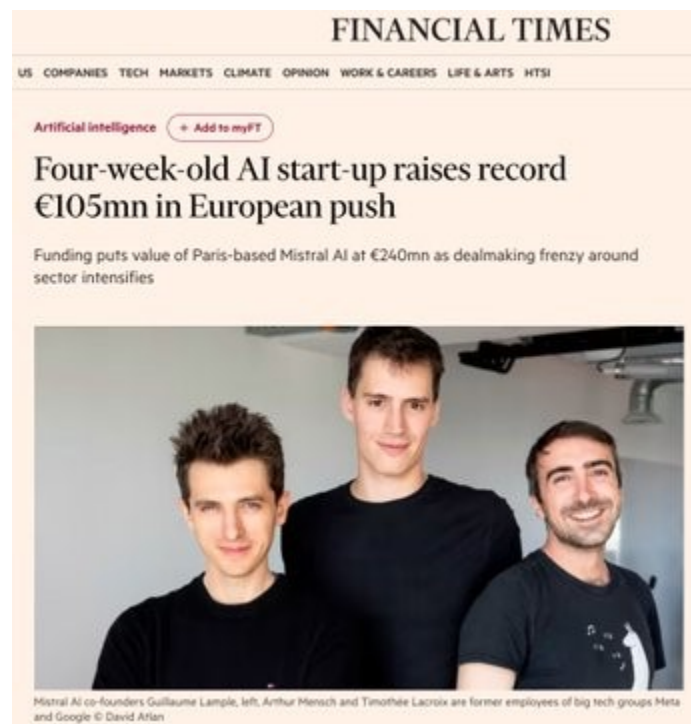 FINANCIAL TIMES
US COMPANIES TECH MARKETS CLIMATE OPINION WORK & CAREERS LIFE & ARTS HTSI
Artificial intelligence + Add to myFT
Four-week-old AI start-up raises record
€105mn in European push
Funding puts value of Paris-based Mistral AI at €240mn as dealmaking frenzy around
sector intensifies
Mistral AI co-founders Guillaume Lample, left, Arthur Mensch and Timothée Lacroix are former employees of big tech groups Meta
and Google © David Atlan